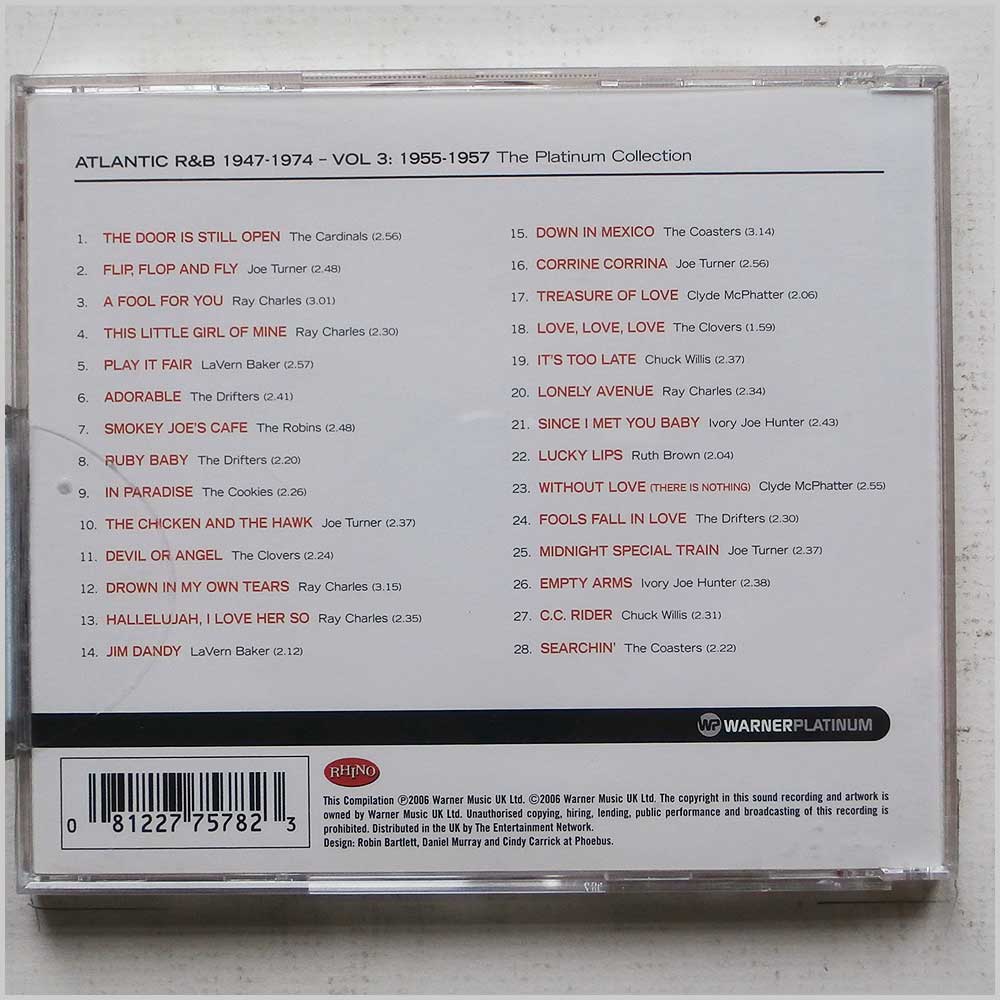 ATLANTIC R&B 1947-1974 – VOL 3: 1955-1957 The Platinum Collection
1. THE DOOR IS STILL OPEN The Cardinals (2.56)
2. FLIP, FLOP AND FLY Joe Turner (2.48)
3. A FOOL FOR YOU Ray Charles (3.01)
4. THIS LITTLE GIRL OF MINE Ray Charles (2.30)
5. PLAY IT FAIR LaVern Baker (2.57)
6. ADORABLE The Drifters (2.41)
7. SMOKEY JOE'S CAFE The Robins (2.48)
8. RUBY BABY The Drifters (2.20)
9. IN PARADISE The Cookies (2.26)
10. THE CHICKEN AND THE HAWK Joe Turner (2.37)
11. DEVIL OR ANGEL The Clovers (2.24)
12. DROWN IN MY OWN TEARS Ray Charles (3.15)
13. HALLELUJAH, I LOVE HER SO Ray Charles (2.35)
14. JIM DANDY LaVern Baker (2.12)
15. DOWN IN MEXICO The Coasters (3.14)
16. CORRINE CORRINA Joe Turner (2.56)
17. TREASURE OF LOVE Clyde McPhatter (2.06)
18. LOVE, LOVE, LOVE The Clovers (1.59)
19. IT'S TOO LATE Chuck Willis (2.37)
20. LONELY AVENUE Ray Charles (2.34)
21. SINCE I MET YOU BABY Ivory Joe Hunter (2.43)
22. LUCKY LIPS Ruth Brown (2.04)
23. WITHOUT LOVE (THERE IS NOTHING) Clyde McPhatter (2.55)
24. FOOLS FALL IN LOVE The Drifters (2.30)
25. MIDNIGHT SPECIAL TRAIN Joe Turner (2.37)
26. EMPTY ARMS Ivory Joe Hunter (2.38)
27. C.C. RIDER Chuck Willis (2.31)
28. SEARCHIN' The Coasters (2.22)
WP WARNERPLATINUM
0 81227 75782 3
RHINO
This Compilation ℗2006 Warner Music UK Ltd. ©2006 Warner Music UK Ltd. The copyright in this sound recording and artwork is
owned by Warner Music UK Ltd. Unauthorised copying, hiring, lending, public performance and broadcasting of this recording is
prohibited. Distributed in the UK by The Entertainment Network.
Design: Robin Bartlett, Daniel Murray and Cindy Carrick at Phoebus.